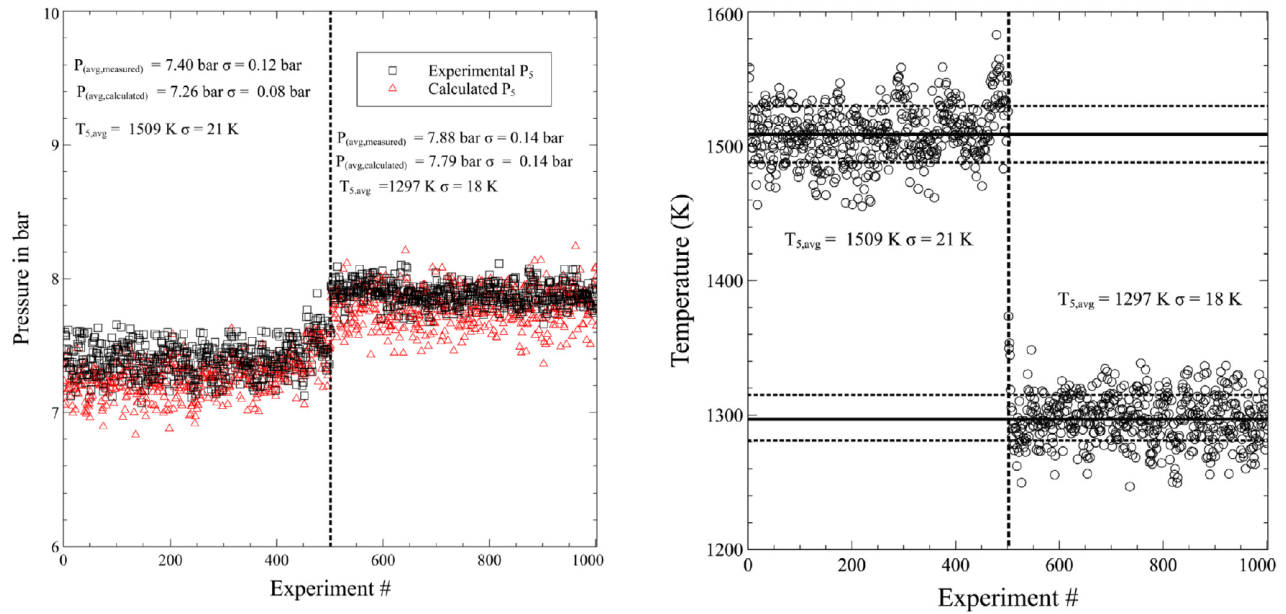 10
9
8
7
6
Pressure in bar
P(avg,measured) = 7.40 bar σ = 0.12 bar
P(avg,calculated) = 7.26 bar σ = 0.08 bar
T5,avg = 1509 K σ = 21 K
Experimental P5
Calculated P5
P(avg,measured) = 7.88 bar σ = 0.14 bar
P(avg,calculated) = 7.79 bar σ = 0.14 bar
T5,avg =1297 K σ = 18 K
0 200 400 600 800 1000
Experiment #
1600
1500
1400
1300
1200
Temperature (K)
T5,avg = 1509 K σ = 21 K
T5,avg = 1297 K σ = 18 K
0 200 400 600 800 1000
Experiment #